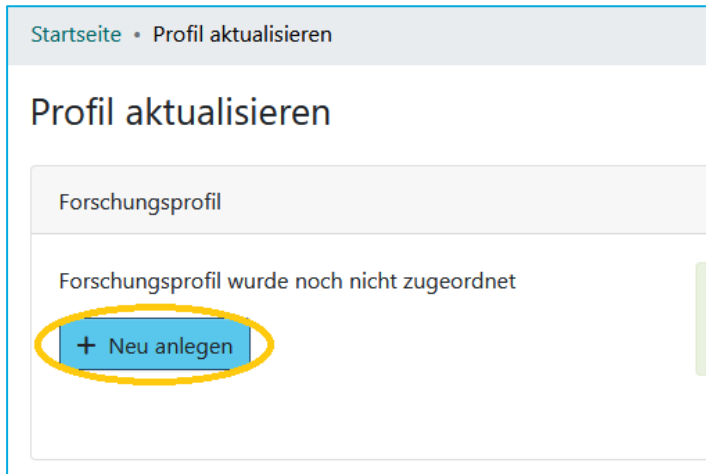 Startseite • Profil aktualisieren
Profil aktualisieren
Forschungsprofil
Forschungsprofil wurde noch nicht zugeordnet
+ Neu anlegen